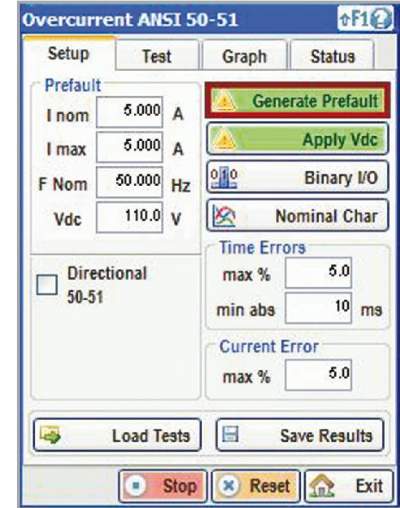 Overcurrent ANSI 50-51 ⇧F1
Setup Test Graph Status
Prefault
I nom 5.000 A
I max 5.000 A
F Nom 50.000 Hz
Vdc 110.0 V
Generate Prefault
Apply Vdc
Binary I/O
Nominal Char
Directional
50-51
Time Errors
max % 5.0
min abs 10 ms
Current Error
max % 5.0
Load Tests Save Results
Stop Reset Exit